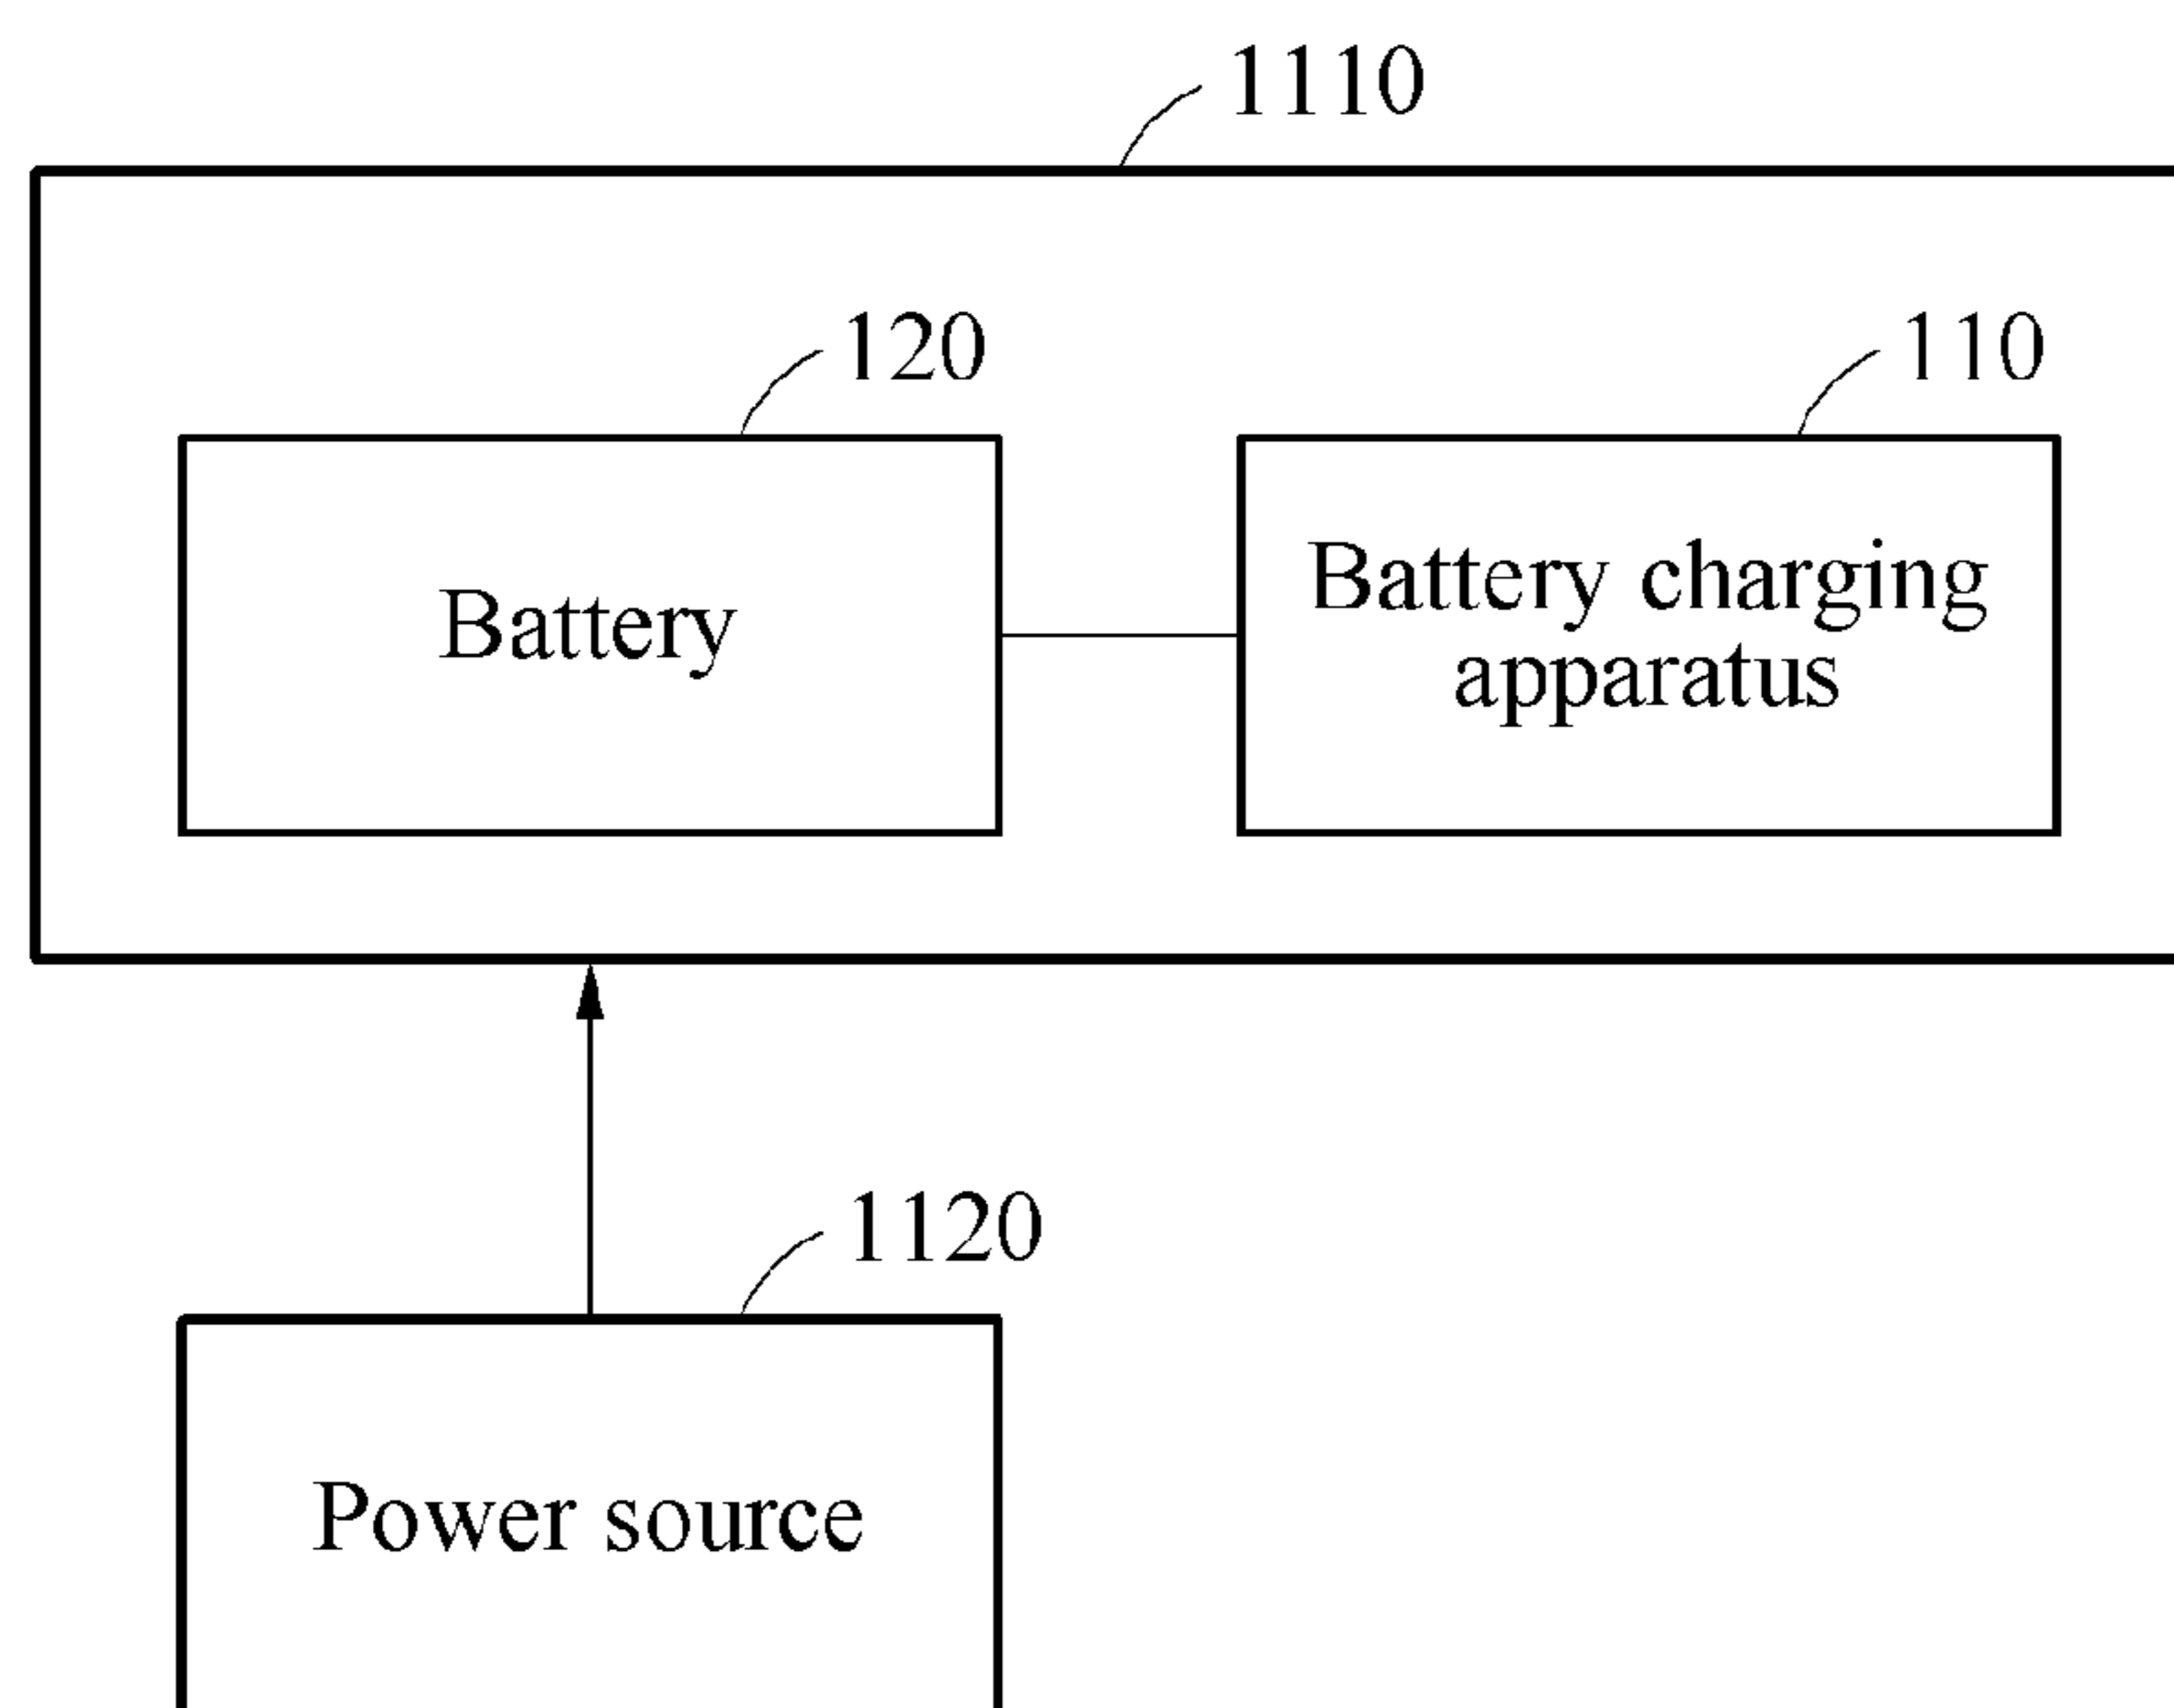 1110
120
110
Battery
Battery charging
apparatus
1120
Power source